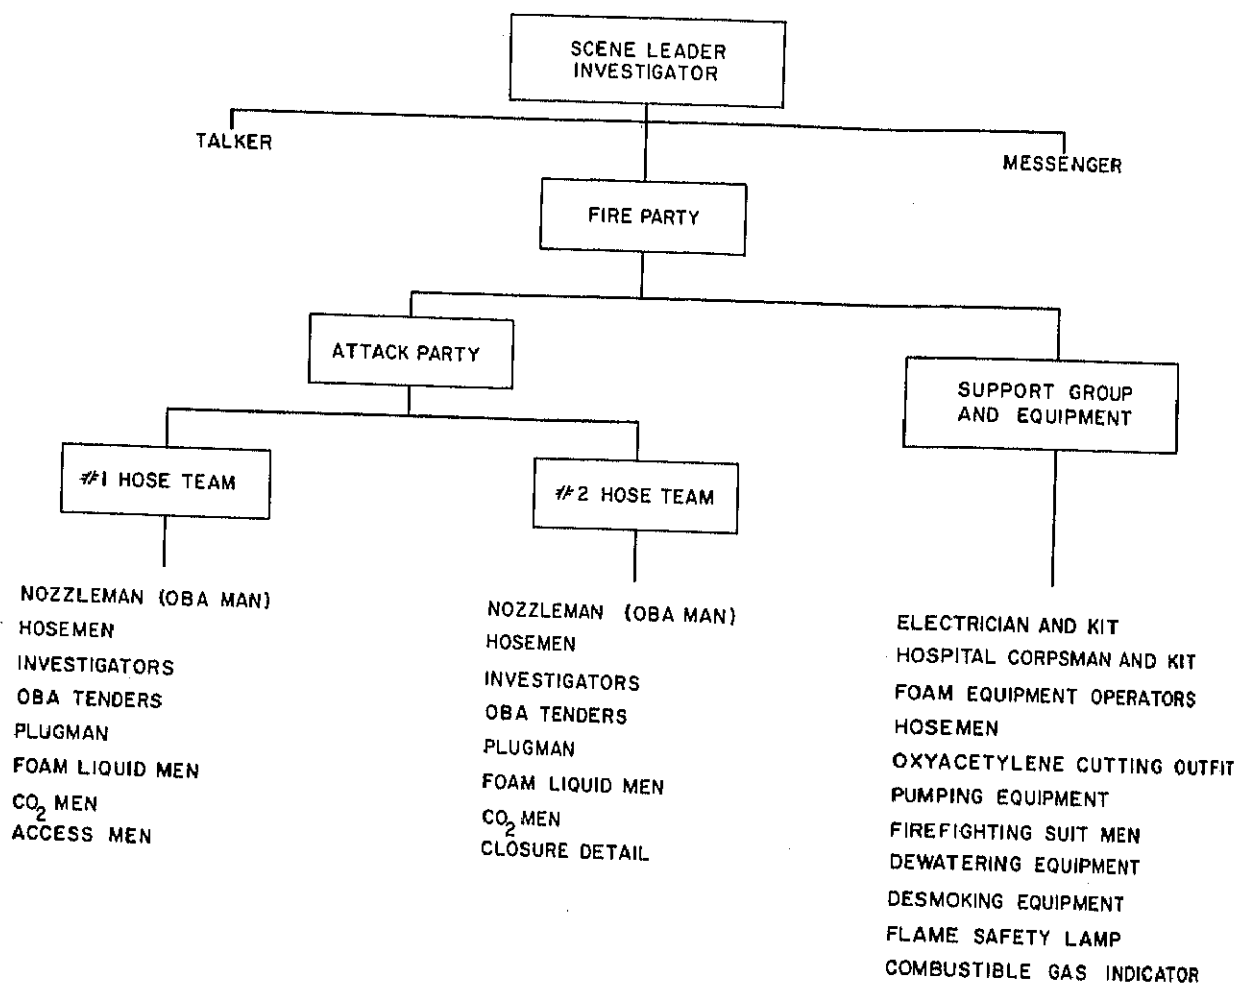 SCENE LEADER
INVESTIGATOR
TALKER
MESSENGER
FIRE PARTY
ATTACK PARTY
SUPPORT GROUP
AND EQUIPMENT
#1 HOSE TEAM
#2 HOSE TEAM
NOZZLEMAN (OBA MAN)
HOSEMEN
INVESTIGATORS
OBA TENDERS
PLUGMAN
FOAM LIQUID MEN
CO2 MEN
ACCESS MEN
NOZZLEMAN (OBA MAN)
HOSEMEN
INVESTIGATORS
OBA TENDERS
PLUGMAN
FOAM LIQUID MEN
CO2 MEN
CLOSURE DETAIL
ELECTRICIAN AND KIT
HOSPITAL CORPSMAN AND KIT
FOAM EQUIPMENT OPERATORS
HOSEMEN
OXYACETYLENE CUTTING OUTFIT
PUMPING EQUIPMENT
FIREFIGHTING SUIT MEN
DEWATERING EQUIPMENT
DESMOKING EQUIPMENT
FLAME SAFETY LAMP
COMBUSTIBLE GAS INDICATOR